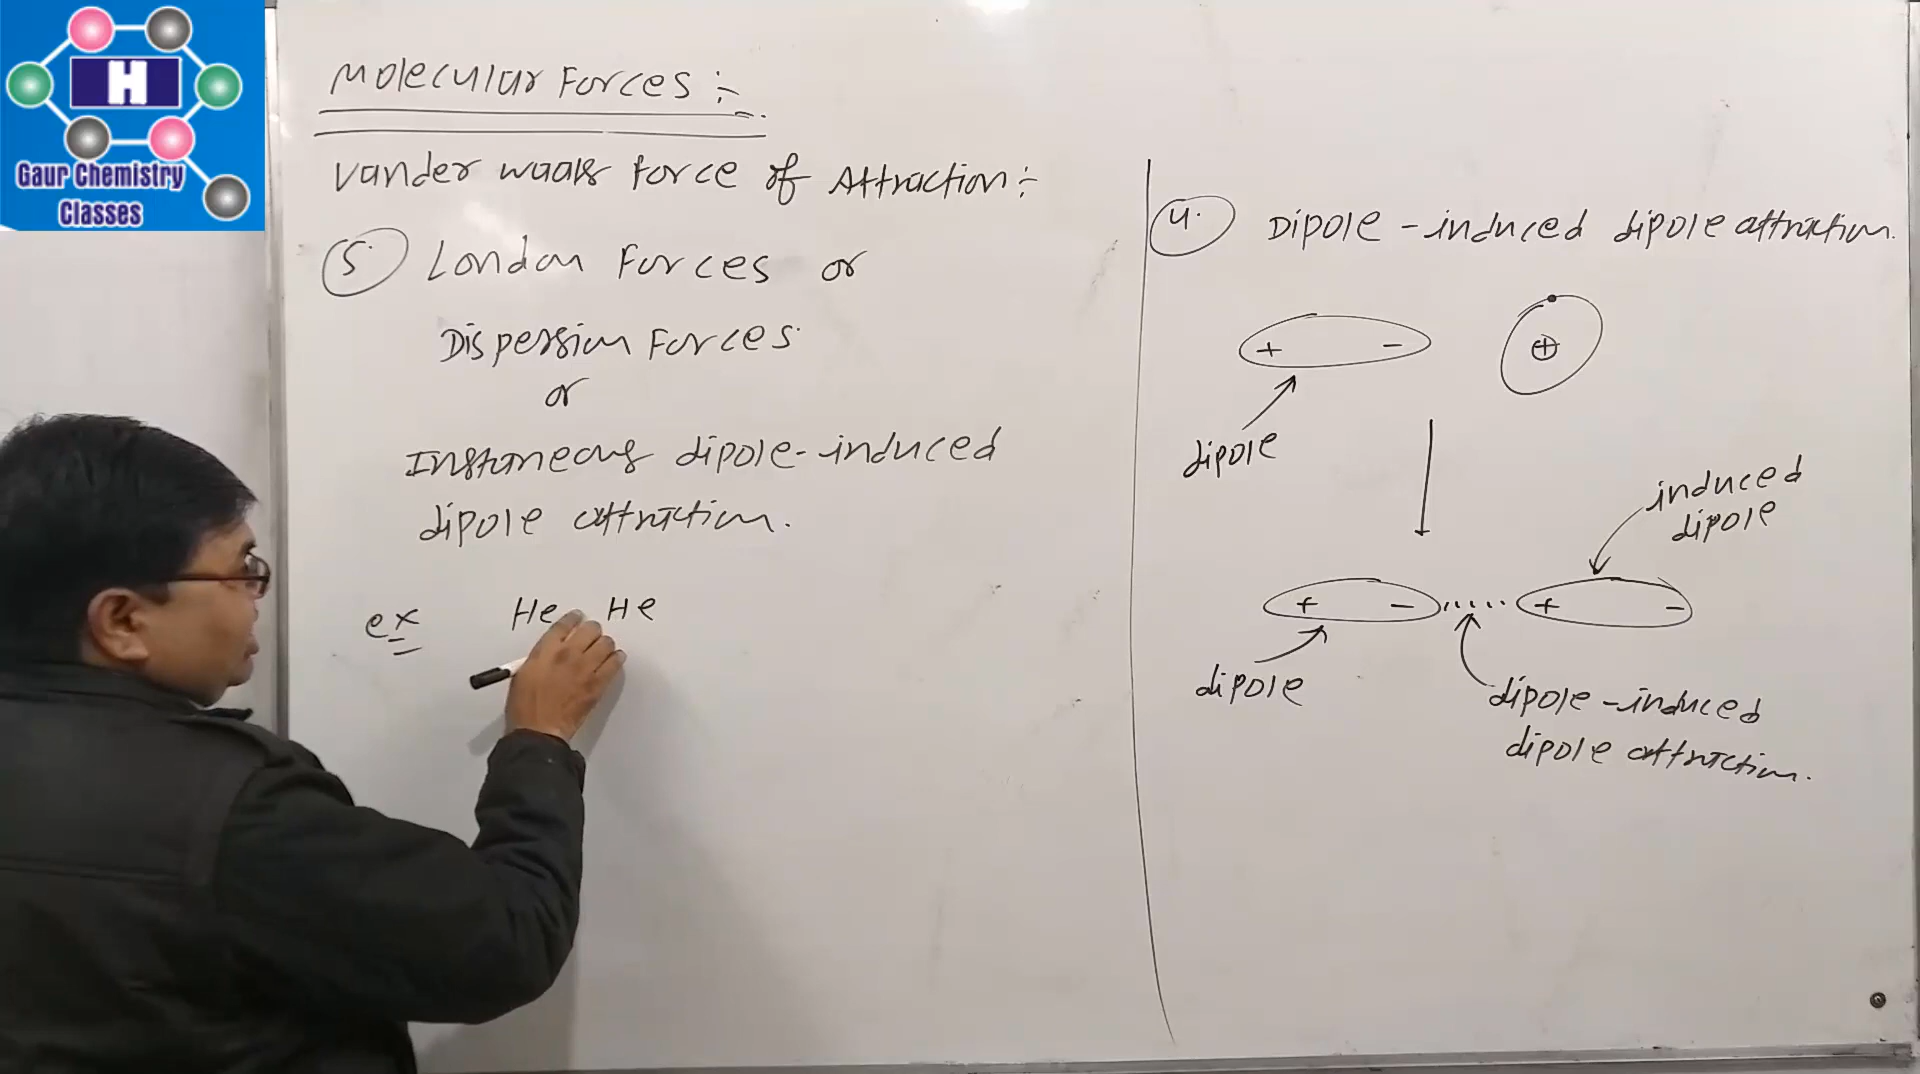 H
Gaur Chemistry
Classes
Molecular Forces :-
Vander waals Force of Attraction :-
5. London Forces or
Dispersion Forces.
or
Instaneous dipole-induced
dipole attraction.
ex He He
4. Dipole-induced dipole attraction.
+ -
+
dipole
induced
dipole
+ - ..... + -
dipole
dipole-induced
dipole attraction.